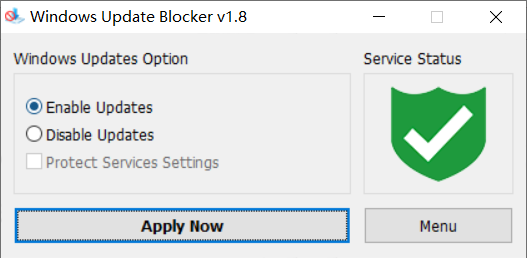 Windows Update Blocker v1.8
Windows Updates Option
Service Status
Enable Updates
Disable Updates
Protect Services Settings
Apply Now
Menu